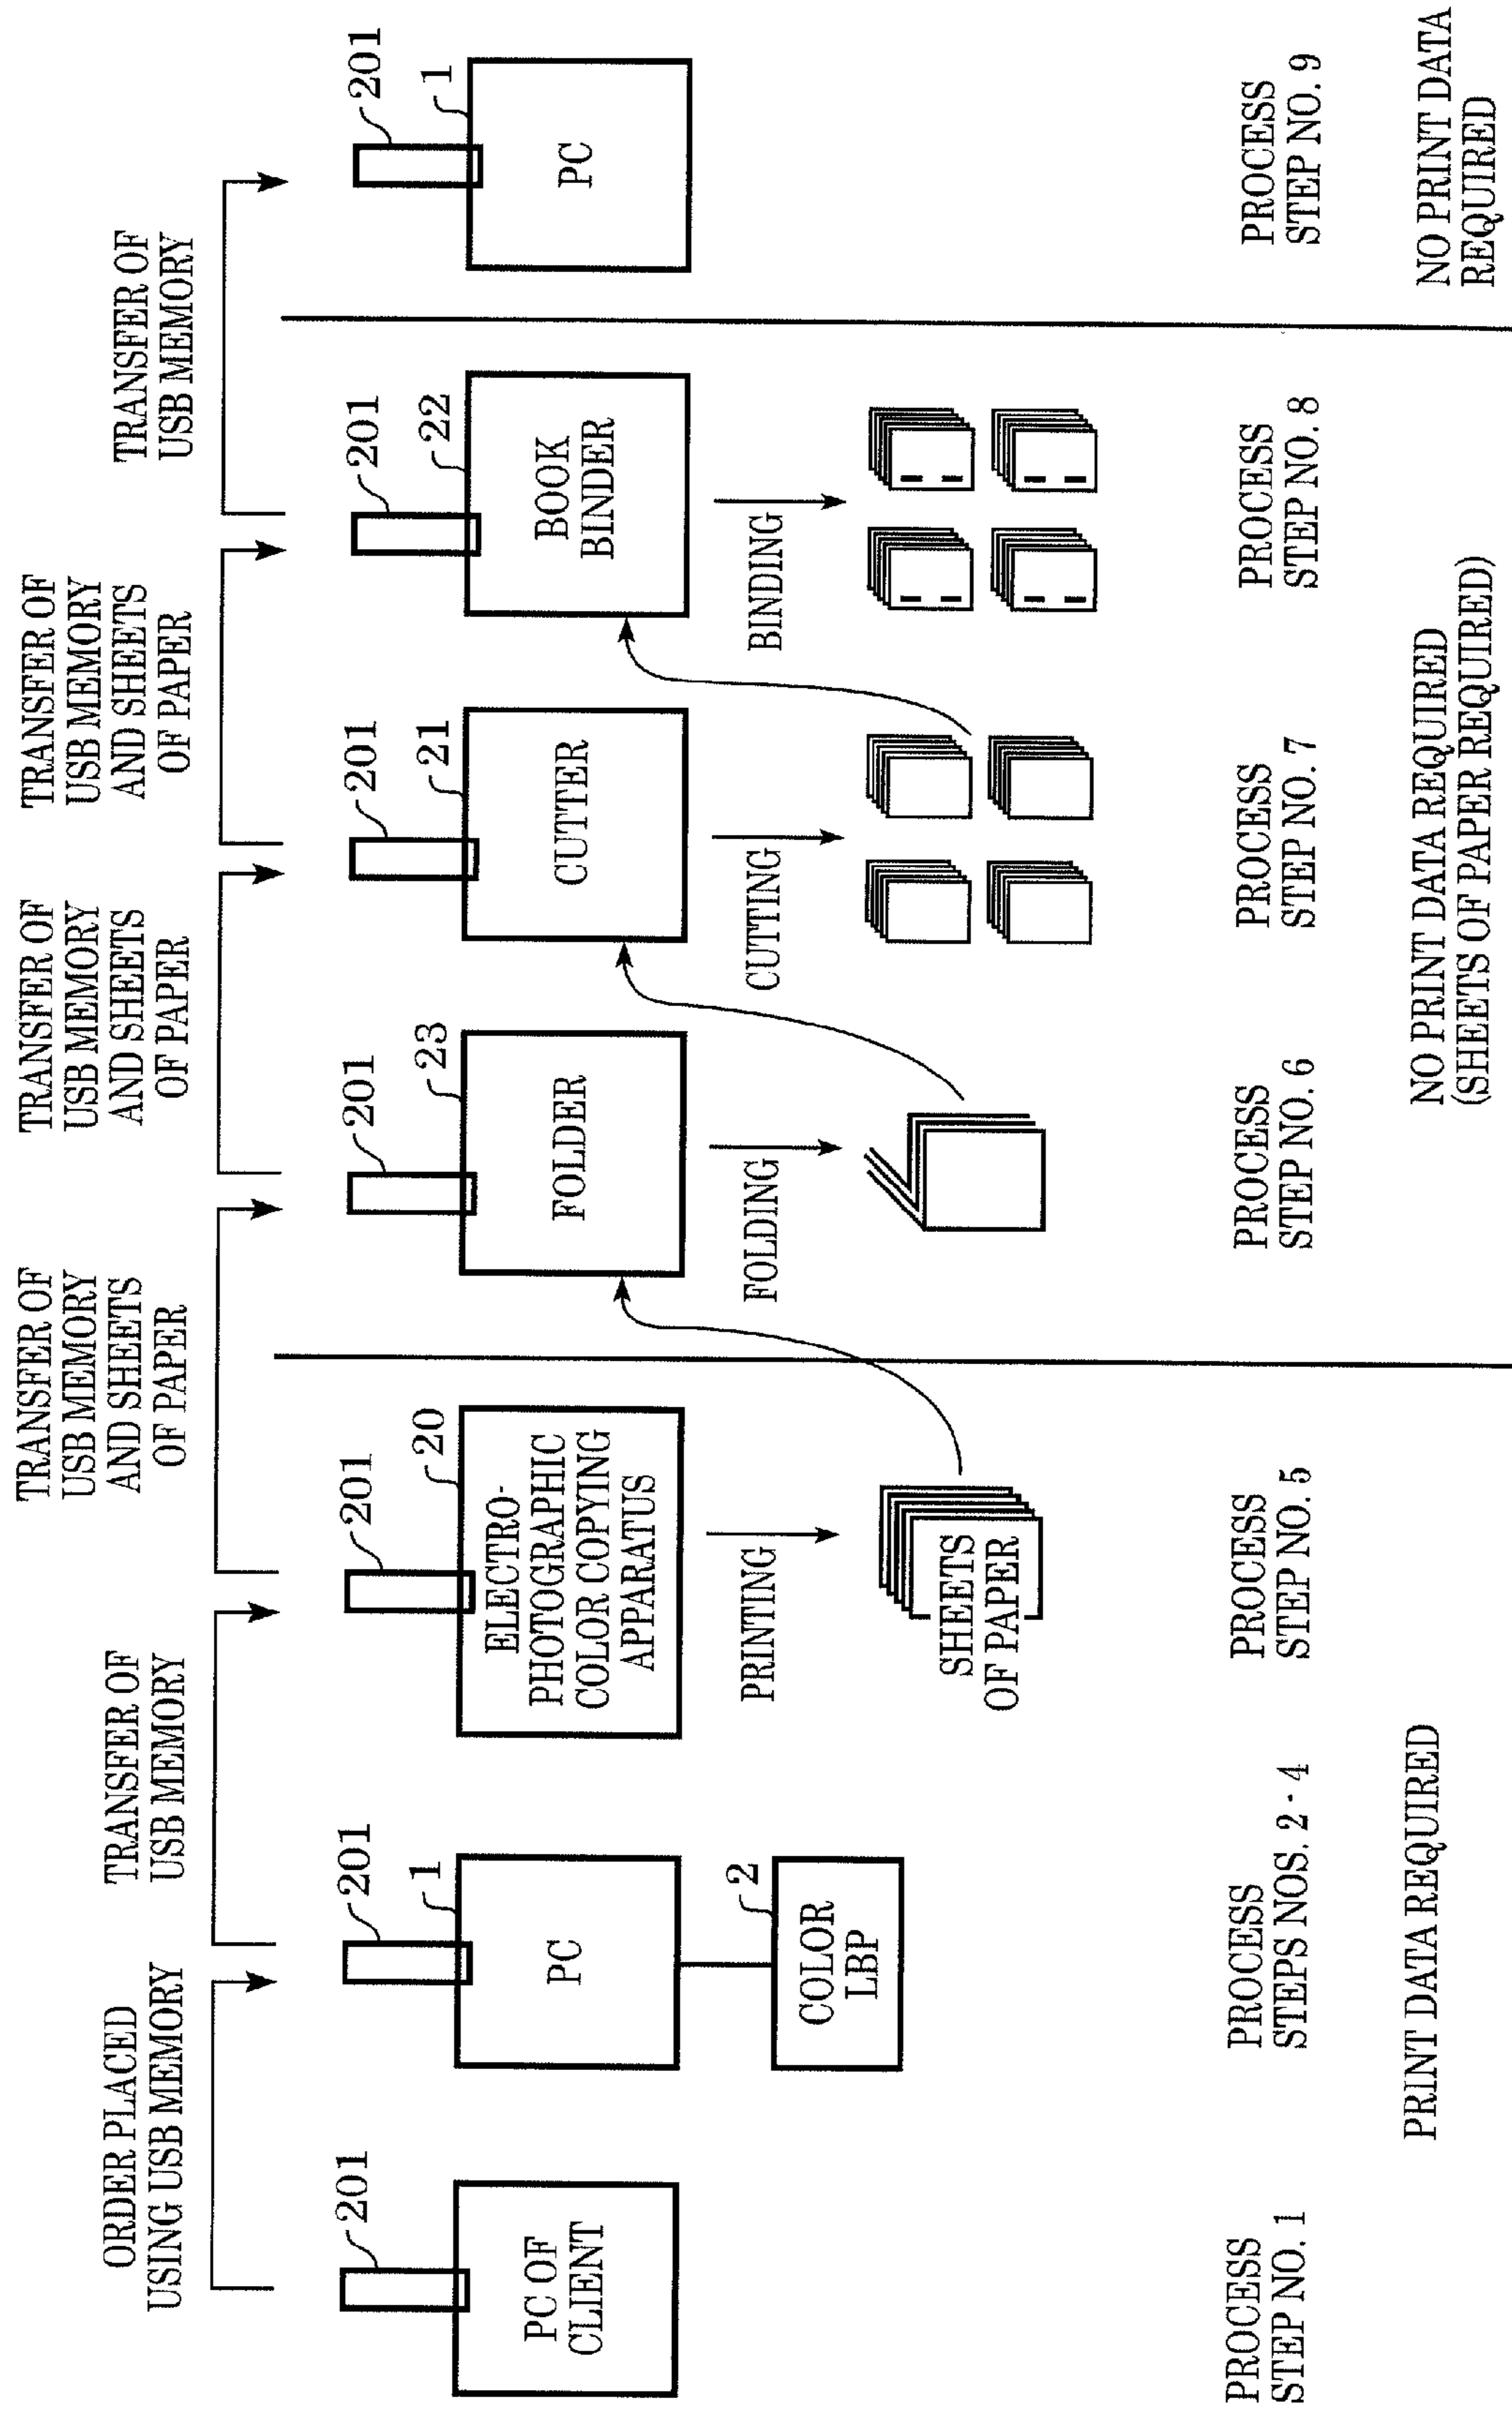 ORDER PLACED
USING USB MEMORY
TRANSFER OF
USB MEMORY
TRANSFER OF
USB MEMORY
AND SHEETS
OF PAPER
TRANSFER OF
USB MEMORY
AND SHEETS
OF PAPER
TRANSFER OF
USB MEMORY
AND SHEETS
OF PAPER
TRANSFER OF
USB MEMORY
201
PC OF
CLIENT
201
1
PC
2
COLOR
LBP
201
20
ELECTRO-
PHOTOGRAPHIC
COLOR COPYING
APPARATUS
PRINTING
SHEETS
OF PAPER
201
23
FOLDER
FOLDING
201
21
CUTTER
CUTTING
201
22
BOOK
BINDER
BINDING
201
1
PC
PROCESS
STEP NO. 1
PROCESS
STEPS NOS. 2 - 4
PROCESS
STEP NO. 5
PROCESS
STEP NO. 6
PROCESS
STEP NO. 7
PROCESS
STEP NO. 8
PROCESS
STEP NO. 9
PRINT DATA REQUIRED
NO PRINT DATA REQUIRED
(SHEETS OF PAPER REQUIRED)
NO PRINT DATA
REQUIRED